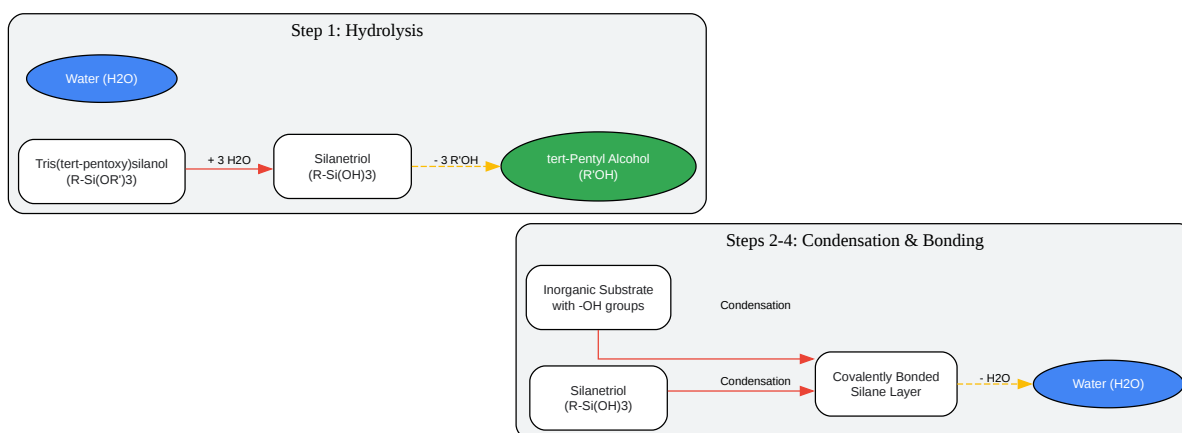 Step 1: Hydrolysis
Water (H2O)
Tris(tert-pentoxy)silanol
(R-Si(OR')3)
+ 3 H2O
Silanetriol
(R-Si(OH)3)
- 3 R'OH
tert-Pentyl Alcohol
(R'OH)
Steps 2-4: Condensation & Bonding
Inorganic Substrate
with -OH groups
Condensation
Silanetriol
(R-Si(OH)3)
Condensation
Covalently Bonded
Silane Layer
- H2O
Water (H2O)